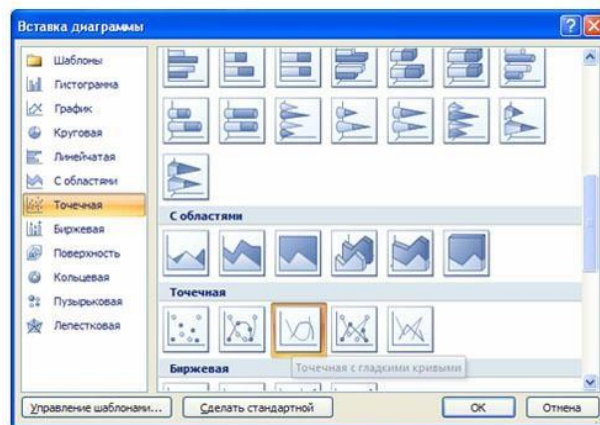 Вставка диаграммы
Шаблоны
Гистограмма
График
Круговая
Линейчатая
С областями
Точечная
Биржевая
Поверхность
Кольцевая
Пузырьковая
Лепестковая
С областями
Точечная
Точечная с гладкими кривыми
Биржевая
Управление шаблонами...
Сделать стандартной
ОК
Отмена